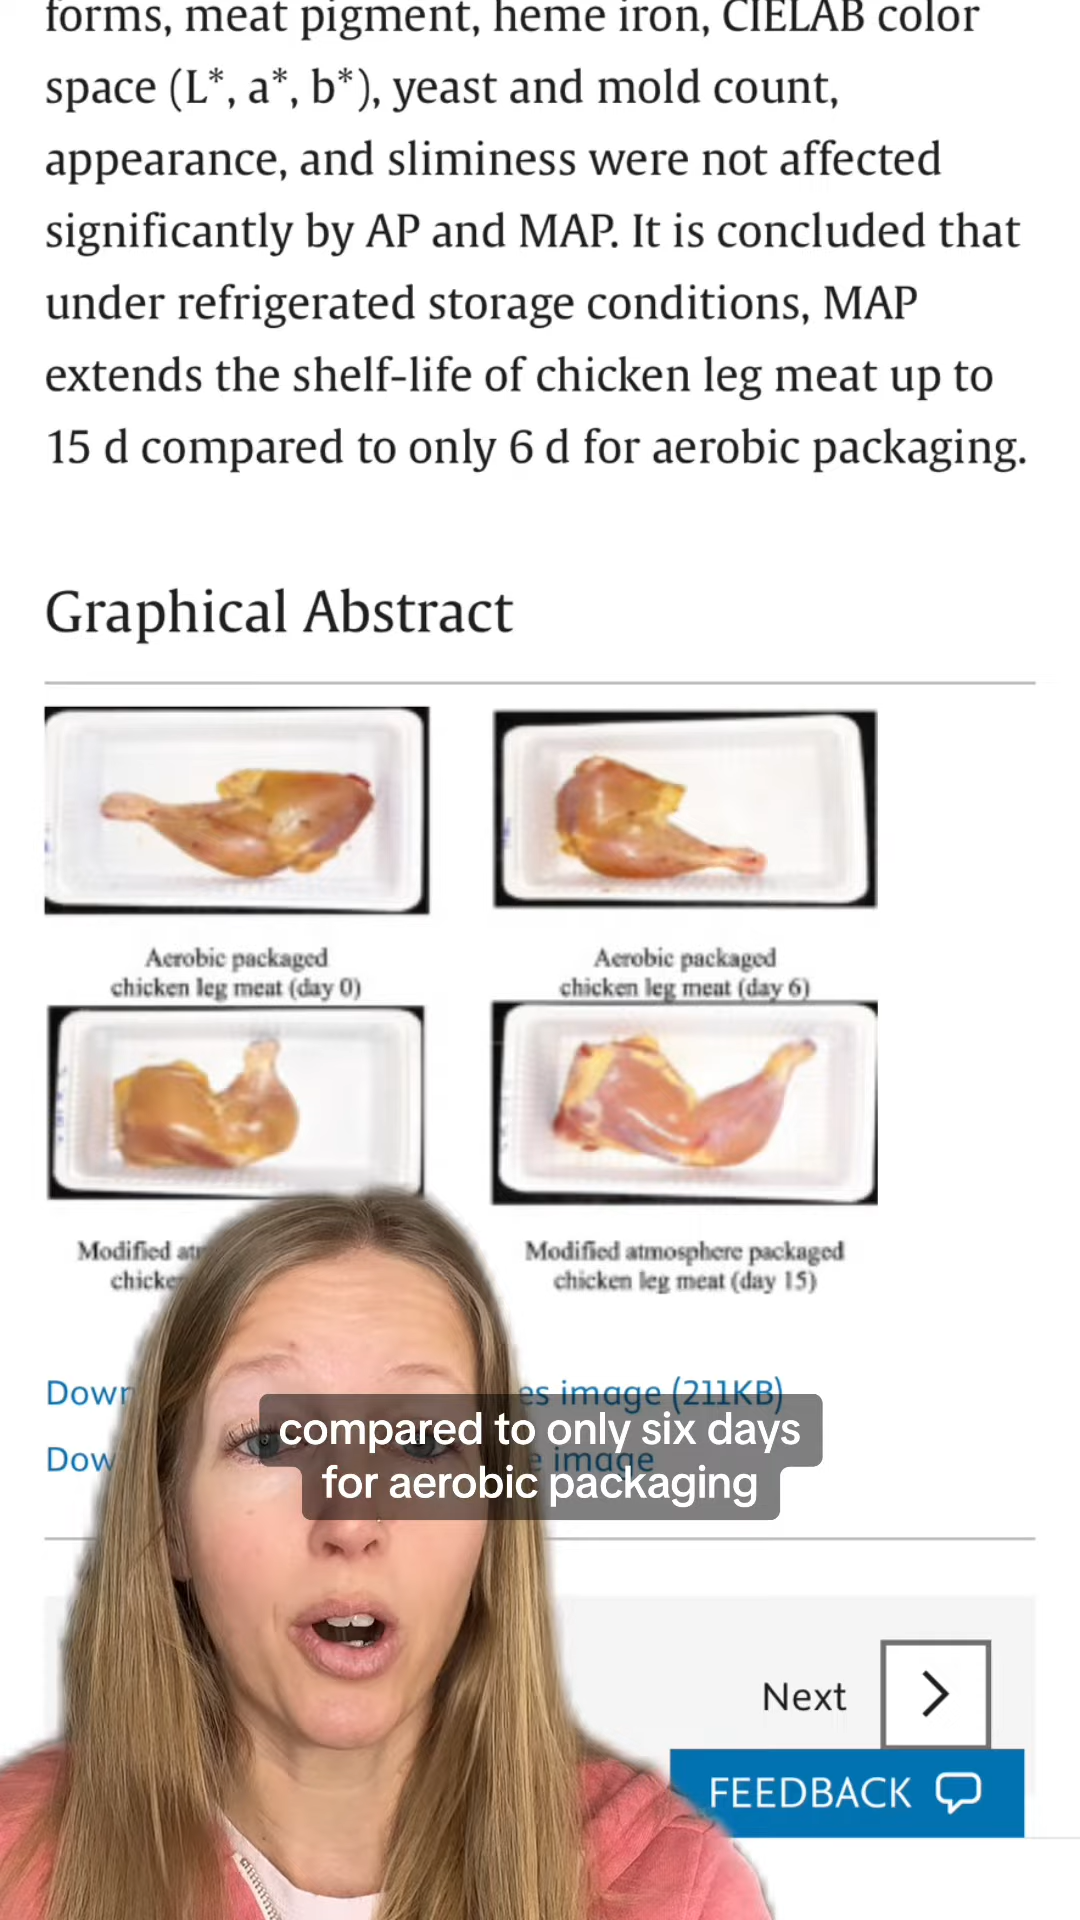 forms, meat pigment, heme iron, CIELAB color
space (L*, a*, b*), yeast and mold count,
appearance, and sliminess were not affected
significantly by AP and MAP. It is concluded that
under refrigerated storage conditions, MAP
extends the shelf-life of chicken leg meat up to
15 d compared to only 6 d for aerobic packaging.
Graphical Abstract
Aerobic packaged
chicken leg meat (day 0)
Aerobic packaged
chicken leg meat (day 6)
Modified
Modified atmosphere packaged
chicken leg meat (day 15)
image (211KB)
image
compared to only six days
for aerobic packaging
Next
FEEDBACK